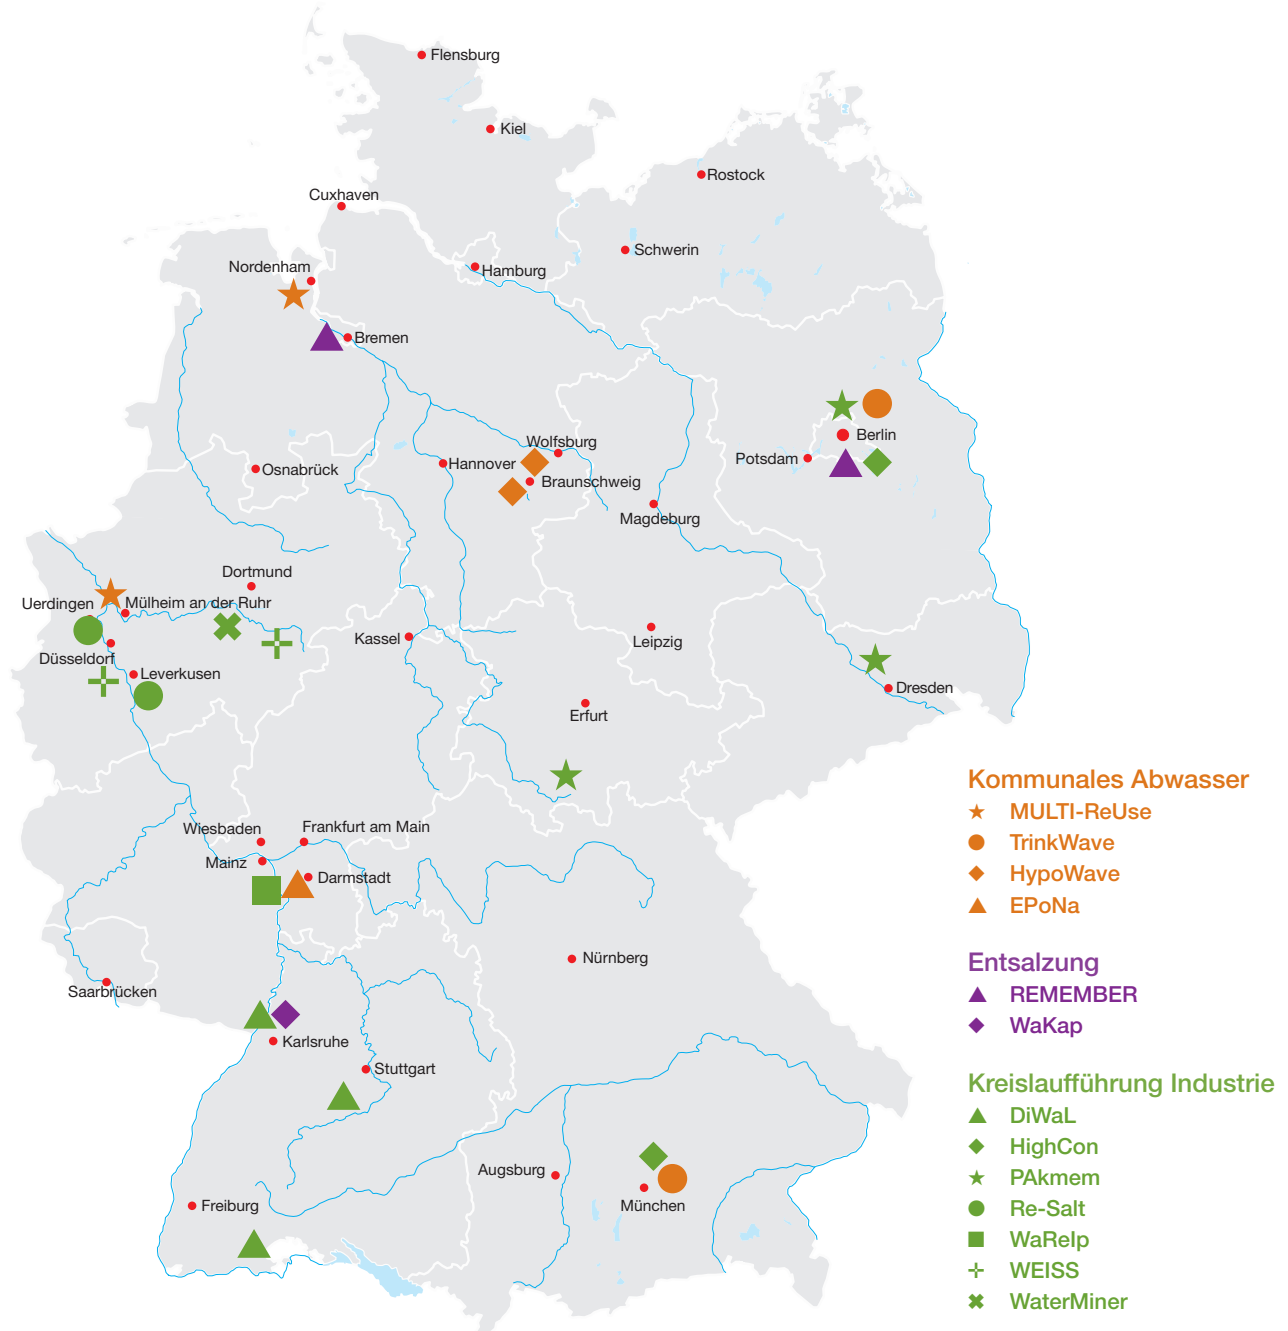 Flensburg
Kiel
Rostock
Cuxhaven
Schwerin
Nordenham
Hamburg
Bremen
Berlin
Wolfsburg
Potsdam
Hannover
Osnabrück
Braunschweig
Magdeburg
Dortmund
Uerdingen
Mülheim an der Ruhr
Kassel
Leipzig
Düsseldorf
Leverkusen
Dresden
Erfurt
Wiesbaden
Frankfurt am Main
Mainz
Darmstadt
Nürnberg
Saarbrücken
Karlsruhe
Stuttgart
Augsburg
Freiburg
München
Kommunales Abwasser
MULTI-ReUse
TrinkWave
HypoWave
EPoNa
Entsalzung
REMEMBER
WaKap
Kreislaufführung Industrie
DiWaL
HighCon
PAkmem
Re-Salt
WaRelp
WEISS
WaterMiner